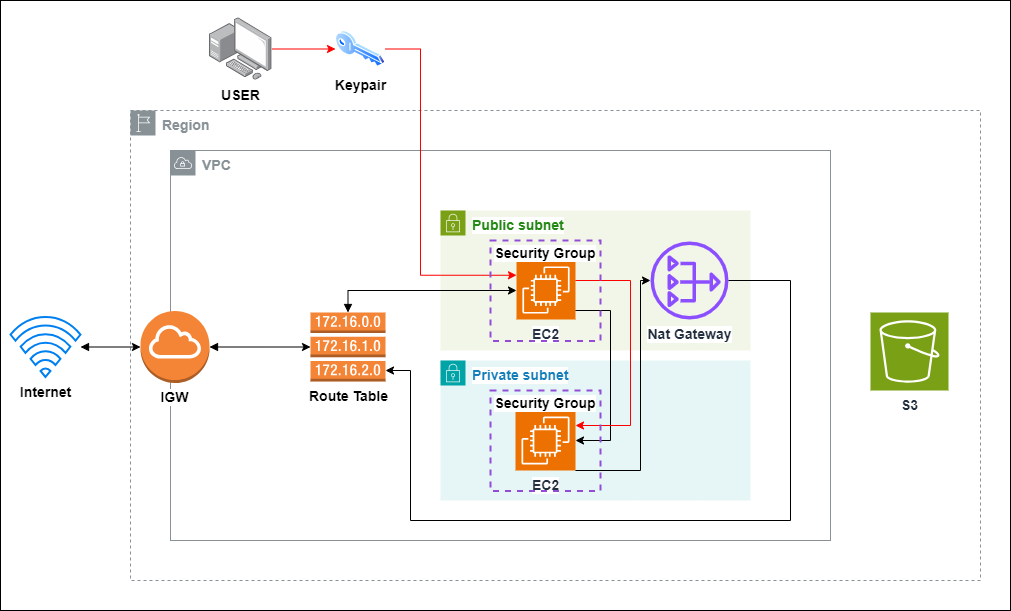 USER
Keypair
Region
VPC
Public subnet
Security Group
EC2
Nat Gateway
172.16.0.0
172.16.1.0
172.16.2.0
Route Table
Internet
IGW
Private subnet
Security Group
EC2
S3